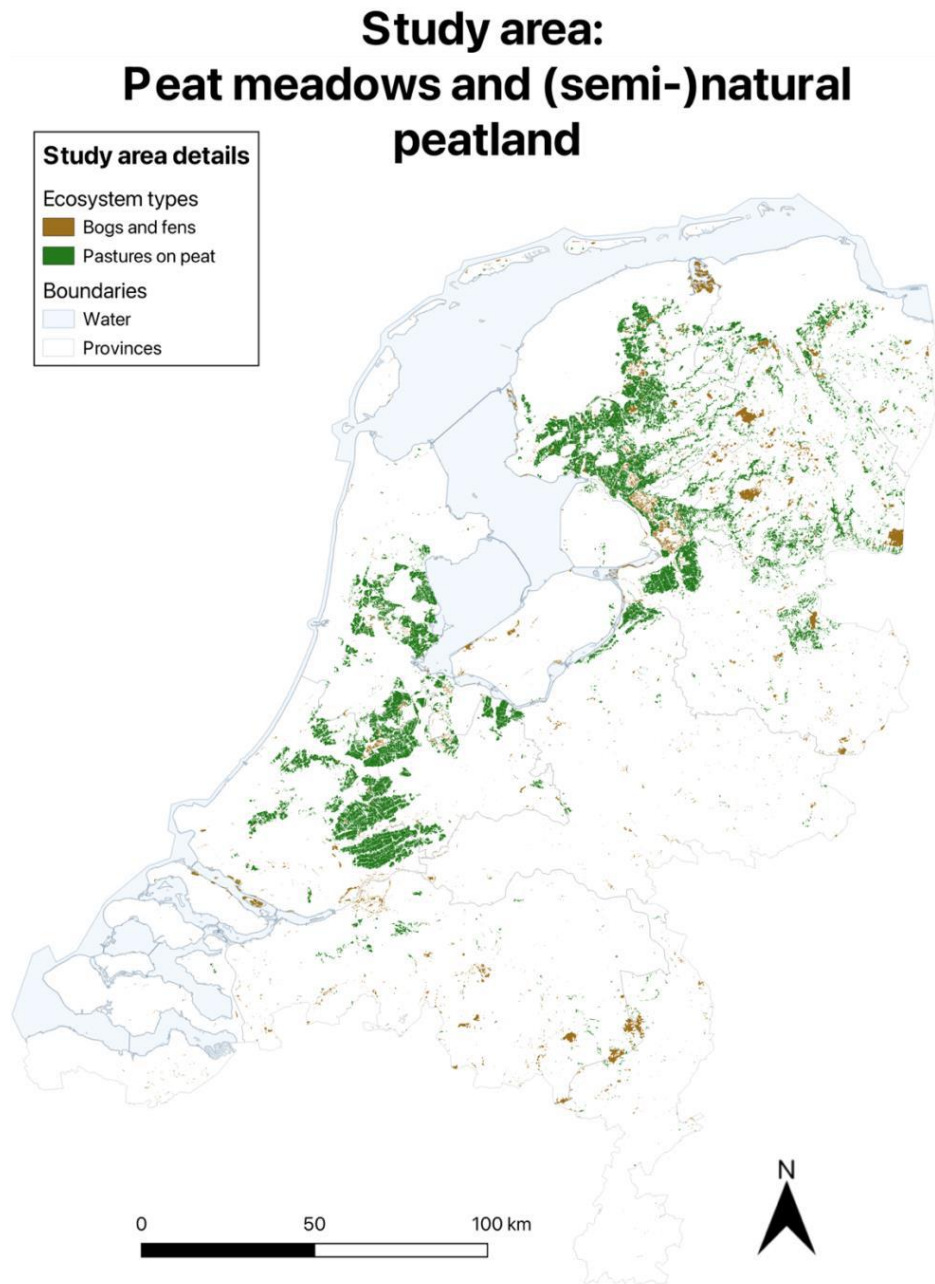 Study area:
Peat meadows and (semi-)natural
peatland
Study area details
Ecosystem types
Bogs and fens
Pastures on peat
Boundaries
Water
Provinces
N
0 50 100 km